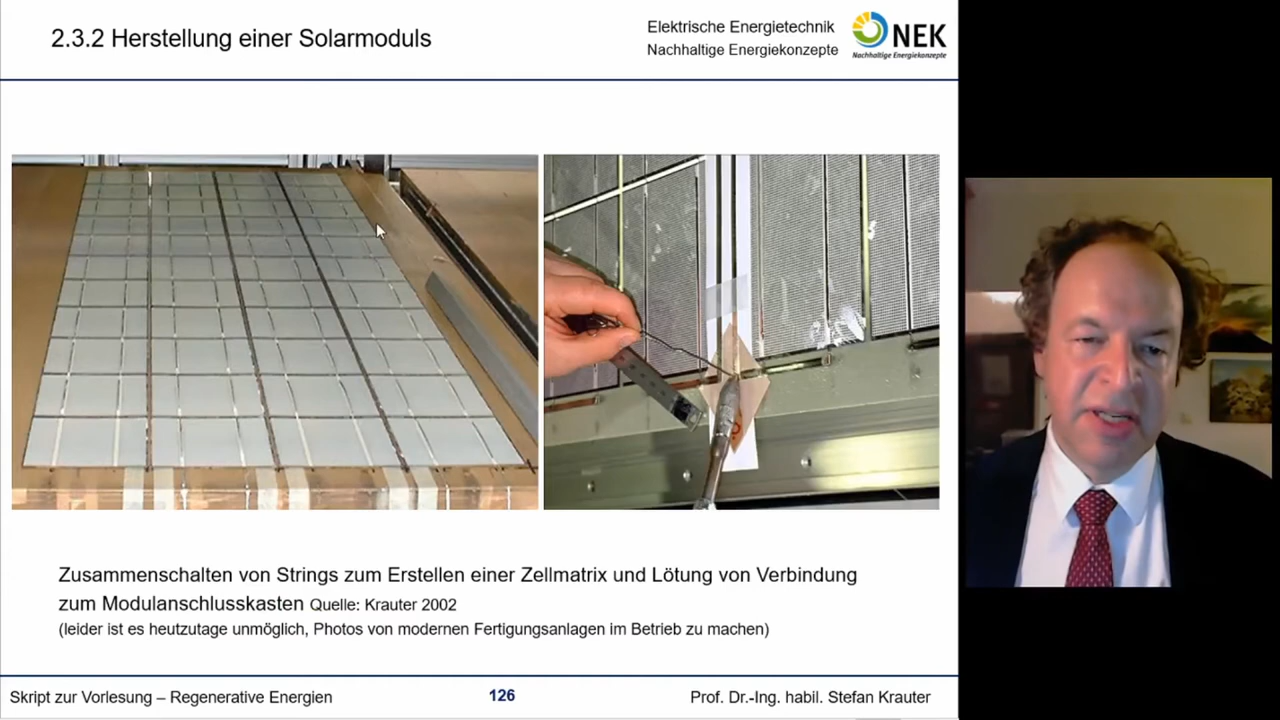 2.3.2 Herstellung einer Solarmoduls
Elektrische Energietechnik
Nachhaltige Energiekonzepte
NEK
Nachhaltige Energiekonzepte
Zusammenschalten von Strings zum Erstellen einer Zellmatrix und Lötung von Verbindung
zum Modulanschlusskasten Quelle: Krauter 2002
(leider ist es heutzutage unmöglich, Photos von modernen Fertigungsanlagen im Betrieb zu machen)
Skript zur Vorlesung – Regenerative Energien
126
Prof. Dr.-Ing. habil. Stefan Krauter